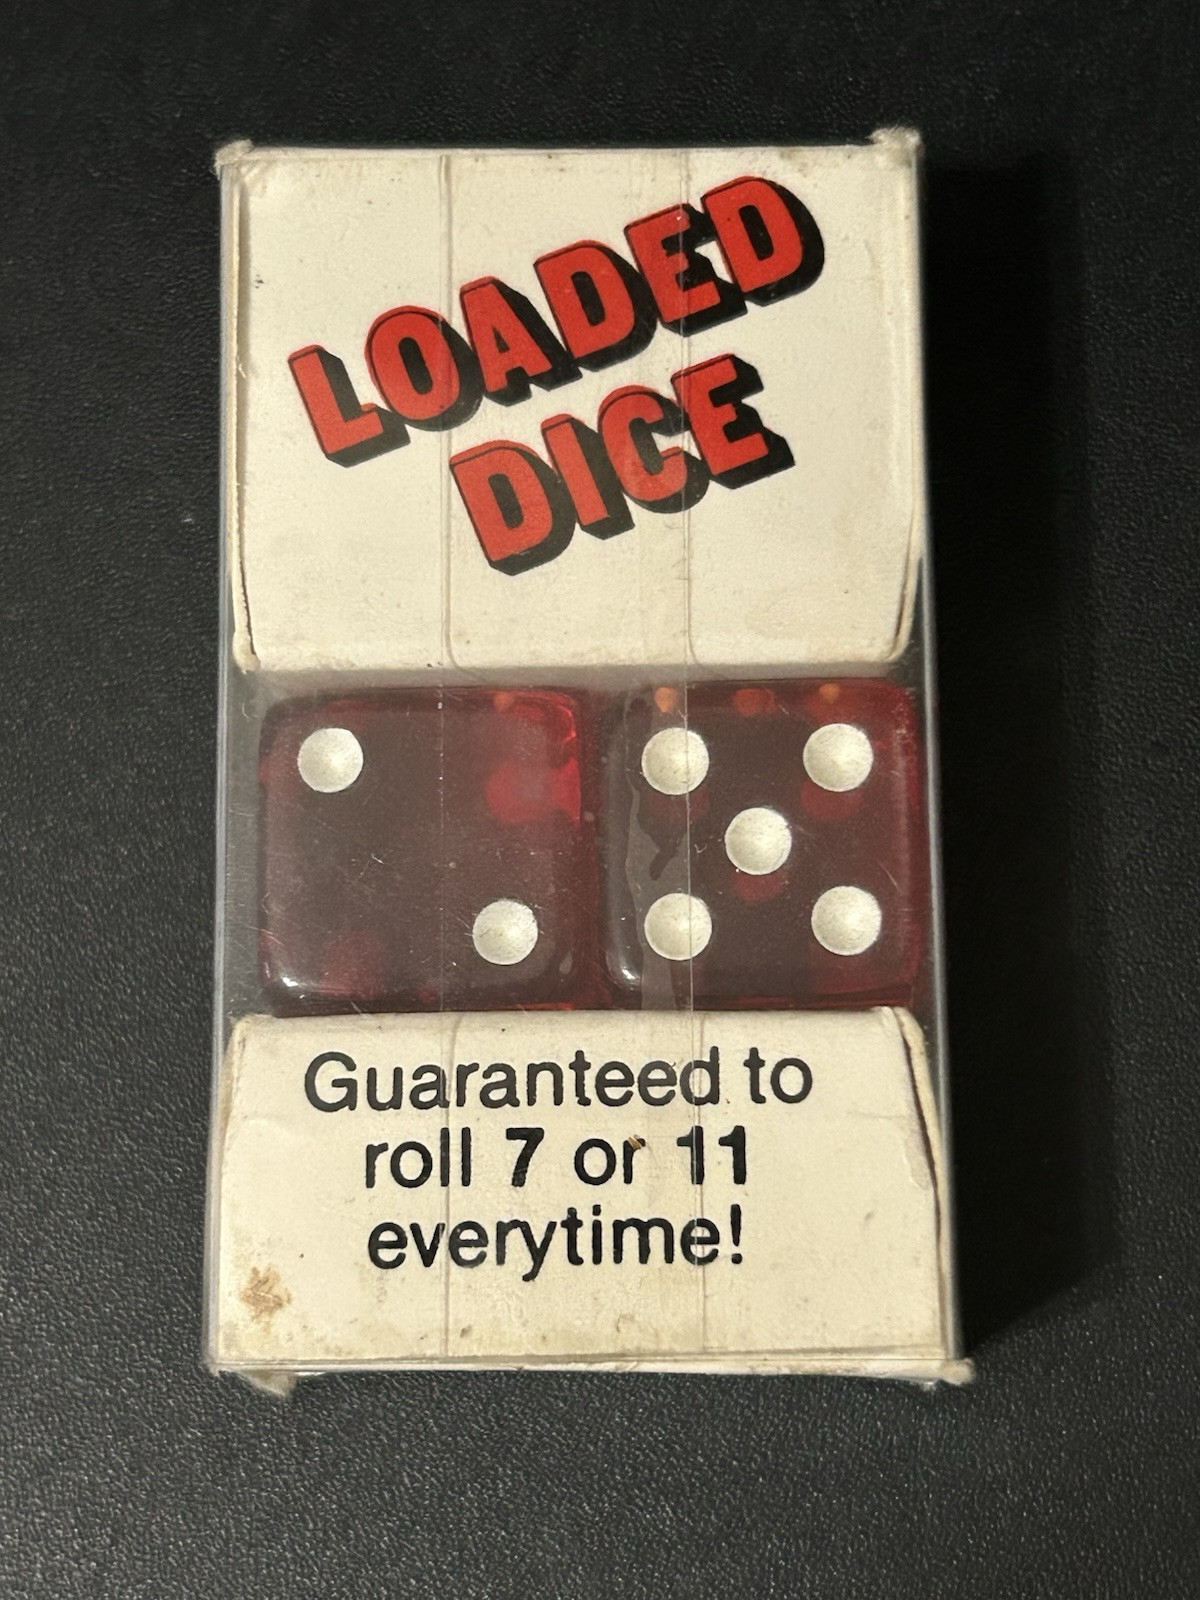 LOADED
DICE
Guaranteed to
roll 7 or 11
everytime!